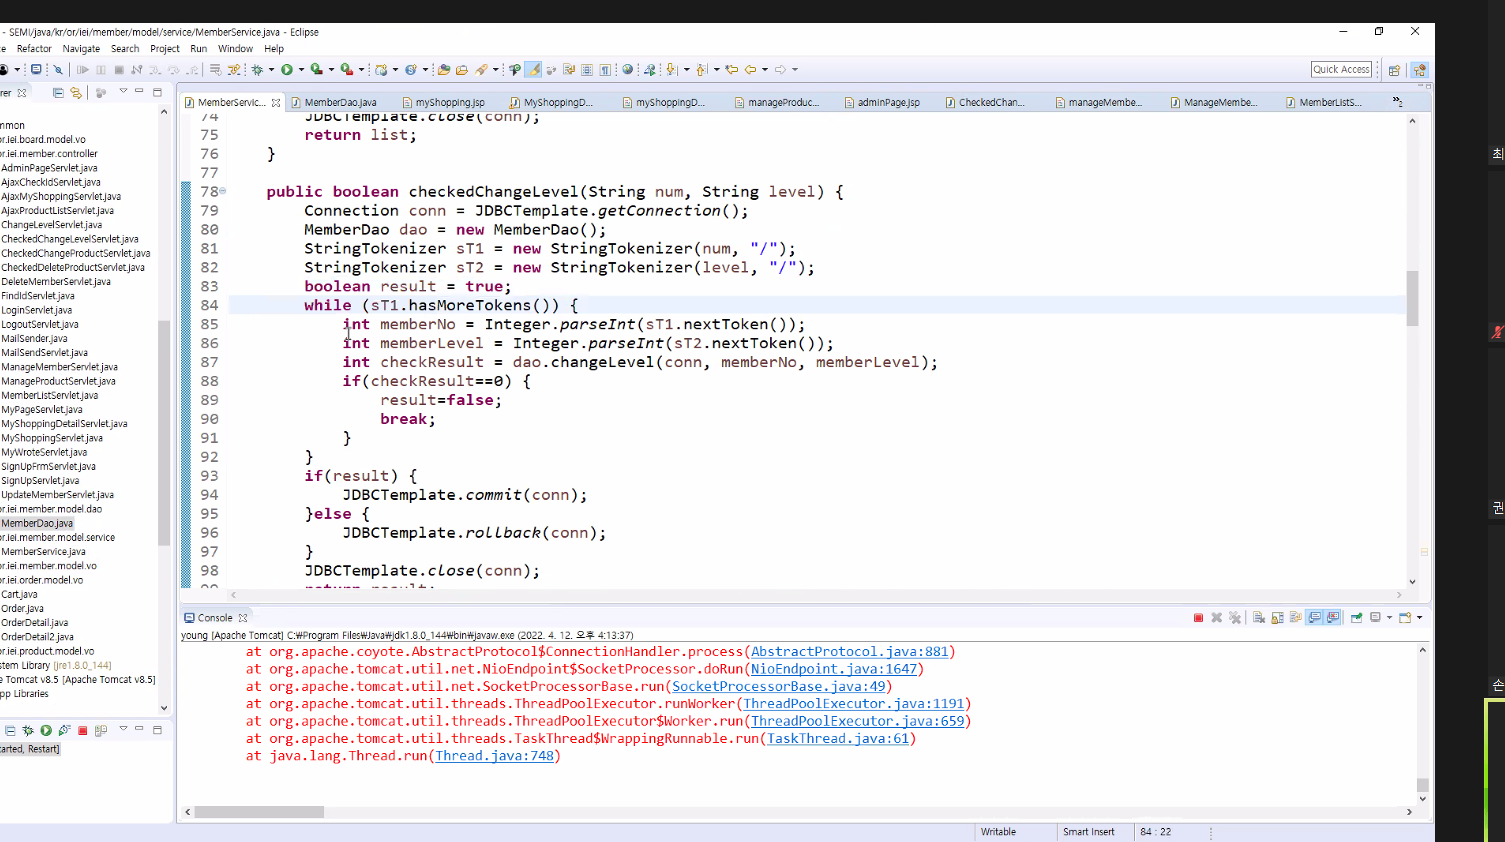 - SEMI/java/kr/or/iei/member/model/service/MemberService.java - Eclipse
Refactor Navigate Search Project Run Window Help
Quick Access
MemberServic... MemberDao.java myShopping.jsp MyShoppingD... myShoppingD... manageProduc... adminPage.jsp CheckedChan... manageMembe... ManageMembe... MemberListS... »2
mmon
or.iei.board.model.vo
or.iei.member.controller
AdminPageServlet.java
AjaxCheckIdServlet.java
AjaxMyShoppingServlet.java
AjaxProductListServlet.java
ChangeLevelServlet.java
CheckedChangeLevelServlet.java
CheckedChangeProductServlet.java
CheckedDeleteProductServlet.java
DeleteMemberServlet.java
FindIdServlet.java
LoginServlet.java
LogoutServlet.java
MailSender.java
MailSendServlet.java
ManageMemberServlet.java
ManageProductServlet.java
MemberListServlet.java
MyPageServlet.java
MyShoppingDetailServlet.java
MyShoppingServlet.java
MyWroteServlet.java
SignUpFrmServlet.java
SignUpServlet.java
UpdateMemberServlet.java
or.iei.member.model.dao
MemberDao.java
or.iei.member.model.service
MemberService.java
or.iei.member.model.vo
or.iei.order.model.vo
Cart.java
Order.java
OrderDetail.java
OrderDetail2.java
or.iei.product.model.vo
stem Library [jre1.8.0_144]
he Tomcat v8.5 [Apache Tomcat v8.5]
app Libraries
arted, Restart]
74 JDBCTemplate.close(conn);
75 return list;
76 }
77
78 public boolean checkedChangeLevel(String num, String level) {
79 Connection conn = JDBCTemplate.getConnection();
80 MemberDao dao = new MemberDao();
81 StringTokenizer sT1 = new StringTokenizer(num, "/");
82 StringTokenizer sT2 = new StringTokenizer(level, "/");
83 boolean result = true;
84 while (sT1.hasMoreTokens()) {
85 int memberNo = Integer.parseInt(sT1.nextToken());
86 int memberLevel = Integer.parseInt(sT2.nextToken());
87 int checkResult = dao.changeLevel(conn, memberNo, memberLevel);
88 if(checkResult==0) {
89 result=false;
90 break;
91 }
92 }
93 if(result) {
94 JDBCTemplate.commit(conn);
95 }else {
96 JDBCTemplate.rollback(conn);
97 }
98 JDBCTemplate.close(conn);
99 return result;
Console
young [Apache Tomcat] C:₩Program Files₩Java₩jdk1.8.0_144₩bin₩javaw.exe (2022. 4. 12. 오후 4:13:37)
at org.apache.coyote.AbstractProtocol$ConnectionHandler.process(AbstractProtocol.java:881)
at org.apache.tomcat.util.net.NioEndpoint$SocketProcessor.doRun(NioEndpoint.java:1647)
at org.apache.tomcat.util.net.SocketProcessorBase.run(SocketProcessorBase.java:49)
at org.apache.tomcat.util.threads.ThreadPoolExecutor.runWorker(ThreadPoolExecutor.java:1191)
at org.apache.tomcat.util.threads.ThreadPoolExecutor$Worker.run(ThreadPoolExecutor.java:659)
at org.apache.tomcat.util.threads.TaskThread$WrappingRunnable.run(TaskThread.java:61)
at java.lang.Thread.run(Thread.java:748)
Writable Smart Insert 84 : 22
최
권
손